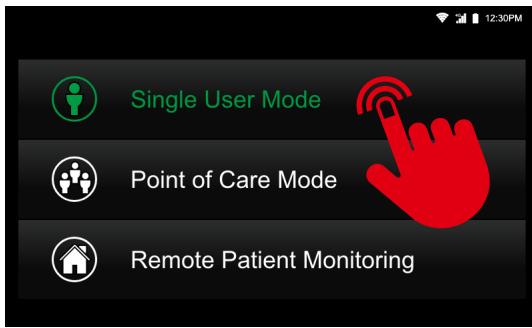 12:30PM
Single User Mode
Point of Care Mode
Remote Patient Monitoring